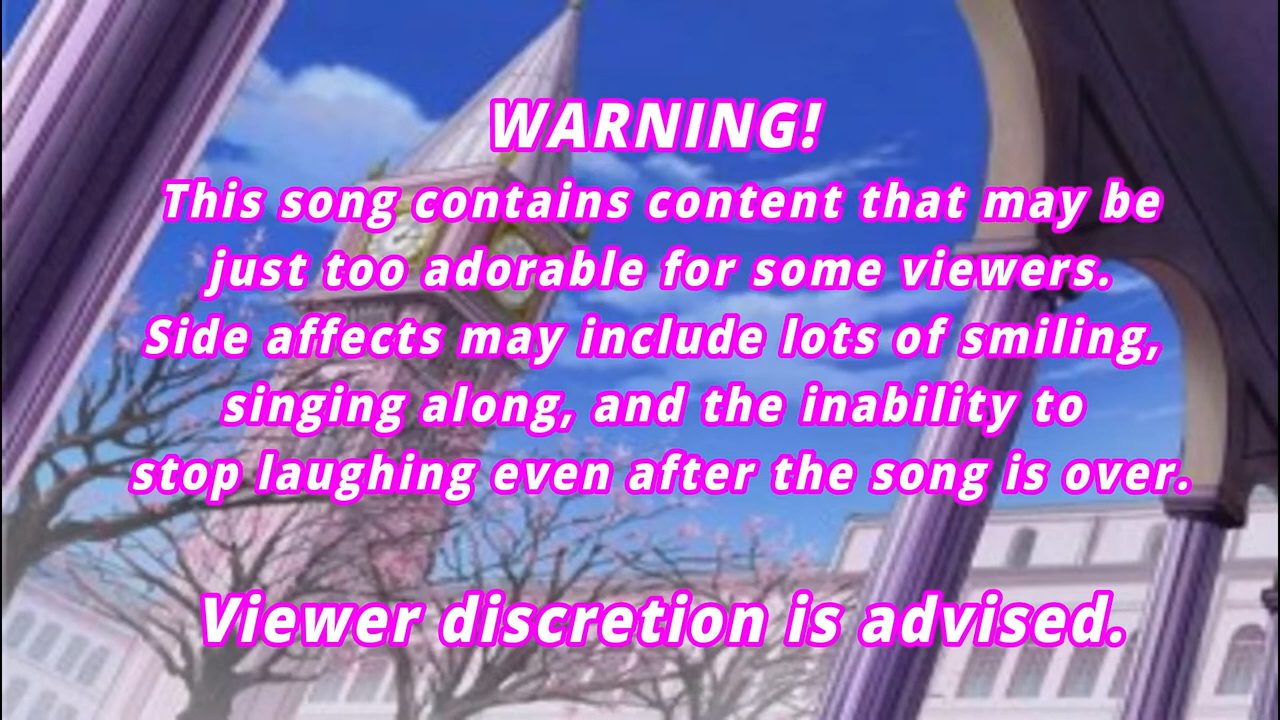 WARNING!
This song contains content that may be
just too adorable for some viewers.
Side affects may include lots of smiling,
singing along, and the inability to
stop laughing even after the song is over.
Viewer discretion is advised.